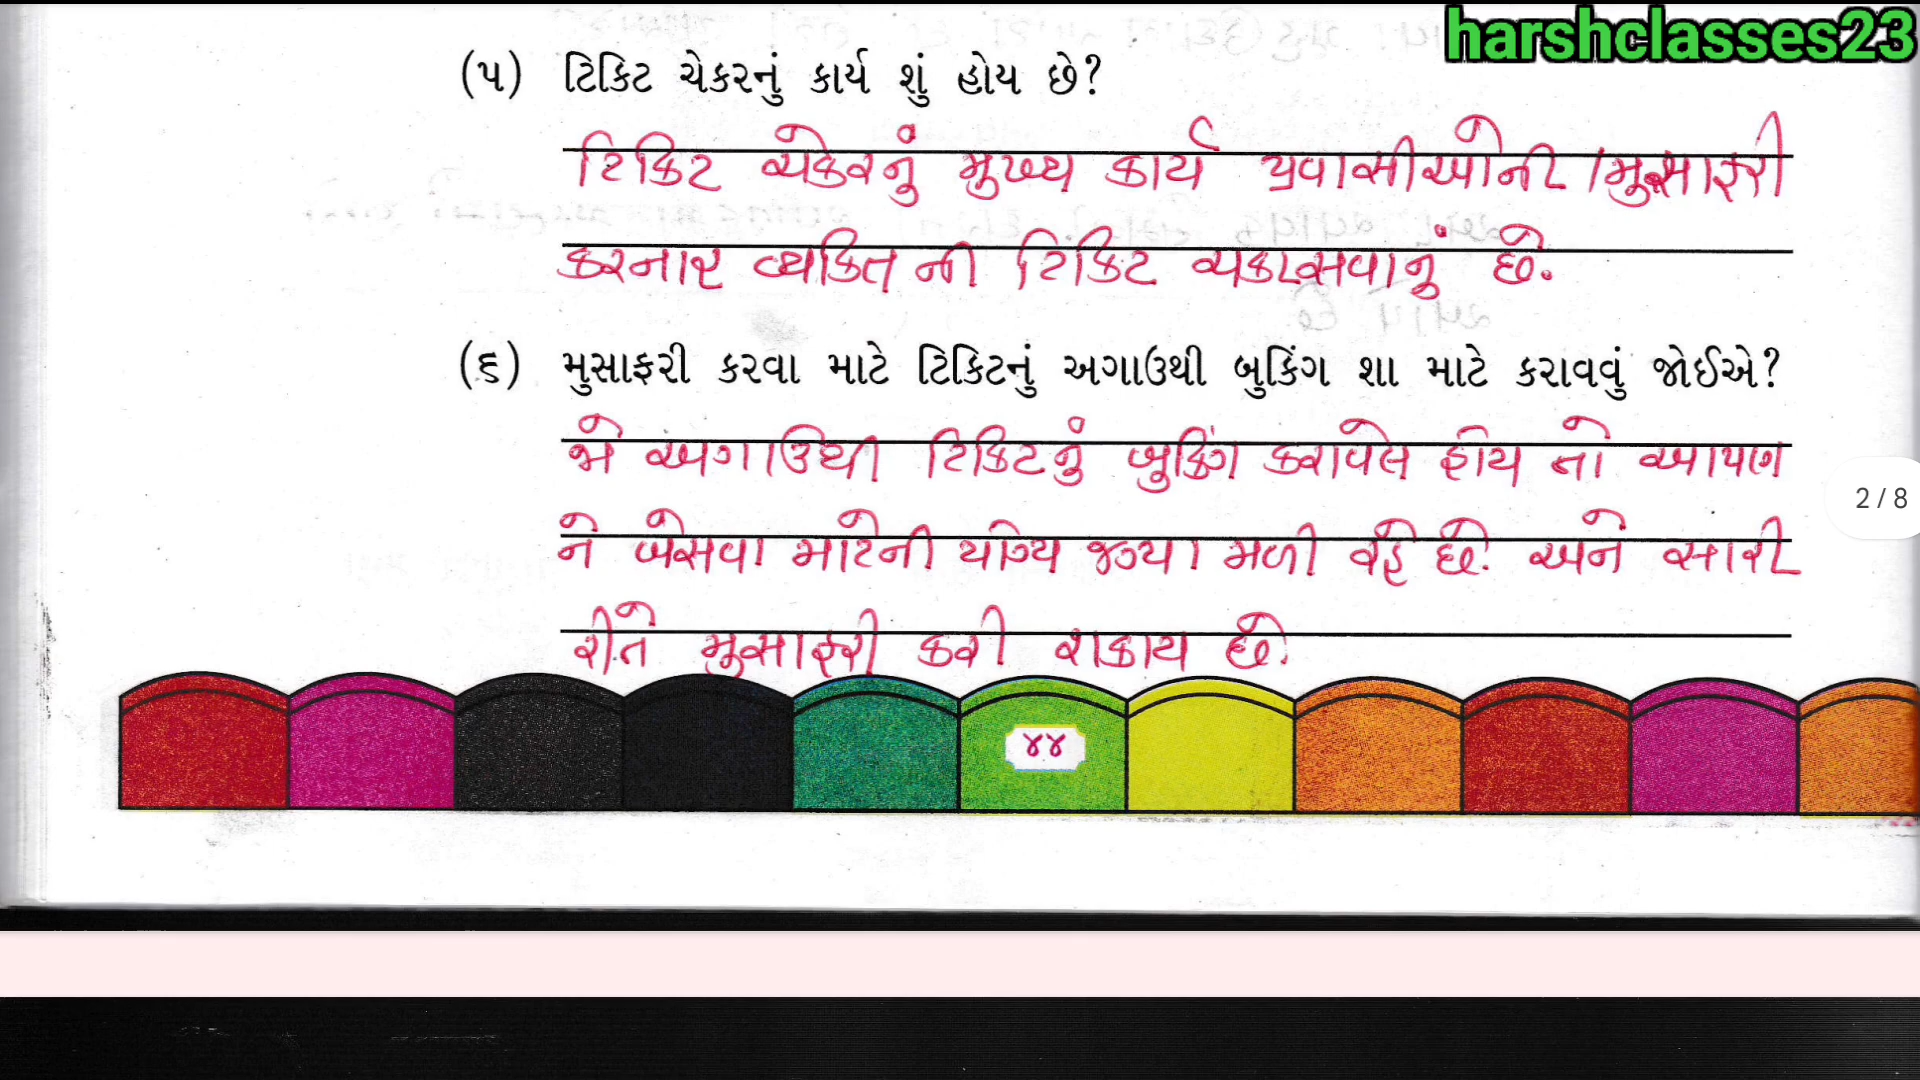 harshclasses23
(૫) ટિકિટ ચેકરનું કાર્ય શું હોય છે?
ટિકિટ ચેકરનું મુખ્ય કાર્ય પ્રવાસીઓની / મુસાફરી
કરનાર વ્યકિત ની ટિકિટ ચકાસવાનું છે.
(૬) મુસાફરી કરવા માટે ટિકિટનું અગાઉથી બુકિંગ શા માટે કરાવવું જોઈએ?
જો અગાઉથી ટિકિટનું બુકિંગ કરાવેલ હોય તો આપણ
ને બેસવા માટેની યોગ્ય જગ્યા મળી રહે છે. અને સારી
રીતે મુસાફરી કરી શકાય છે.
2 / 8
૪૪